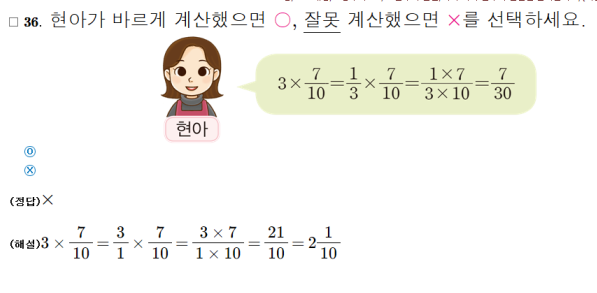 □ 36. 현아가 바르게 계산했으면 ○, 잘못 계산했으면 ×를 선택하세요.
3×7/10=1/3×7/10=1×7/3×10=7/30
현아
ⓞ
ⓧ
(정답)×
(해설)3×7/10=3/1×7/10=3×7/1×10=21/10=2 1/10